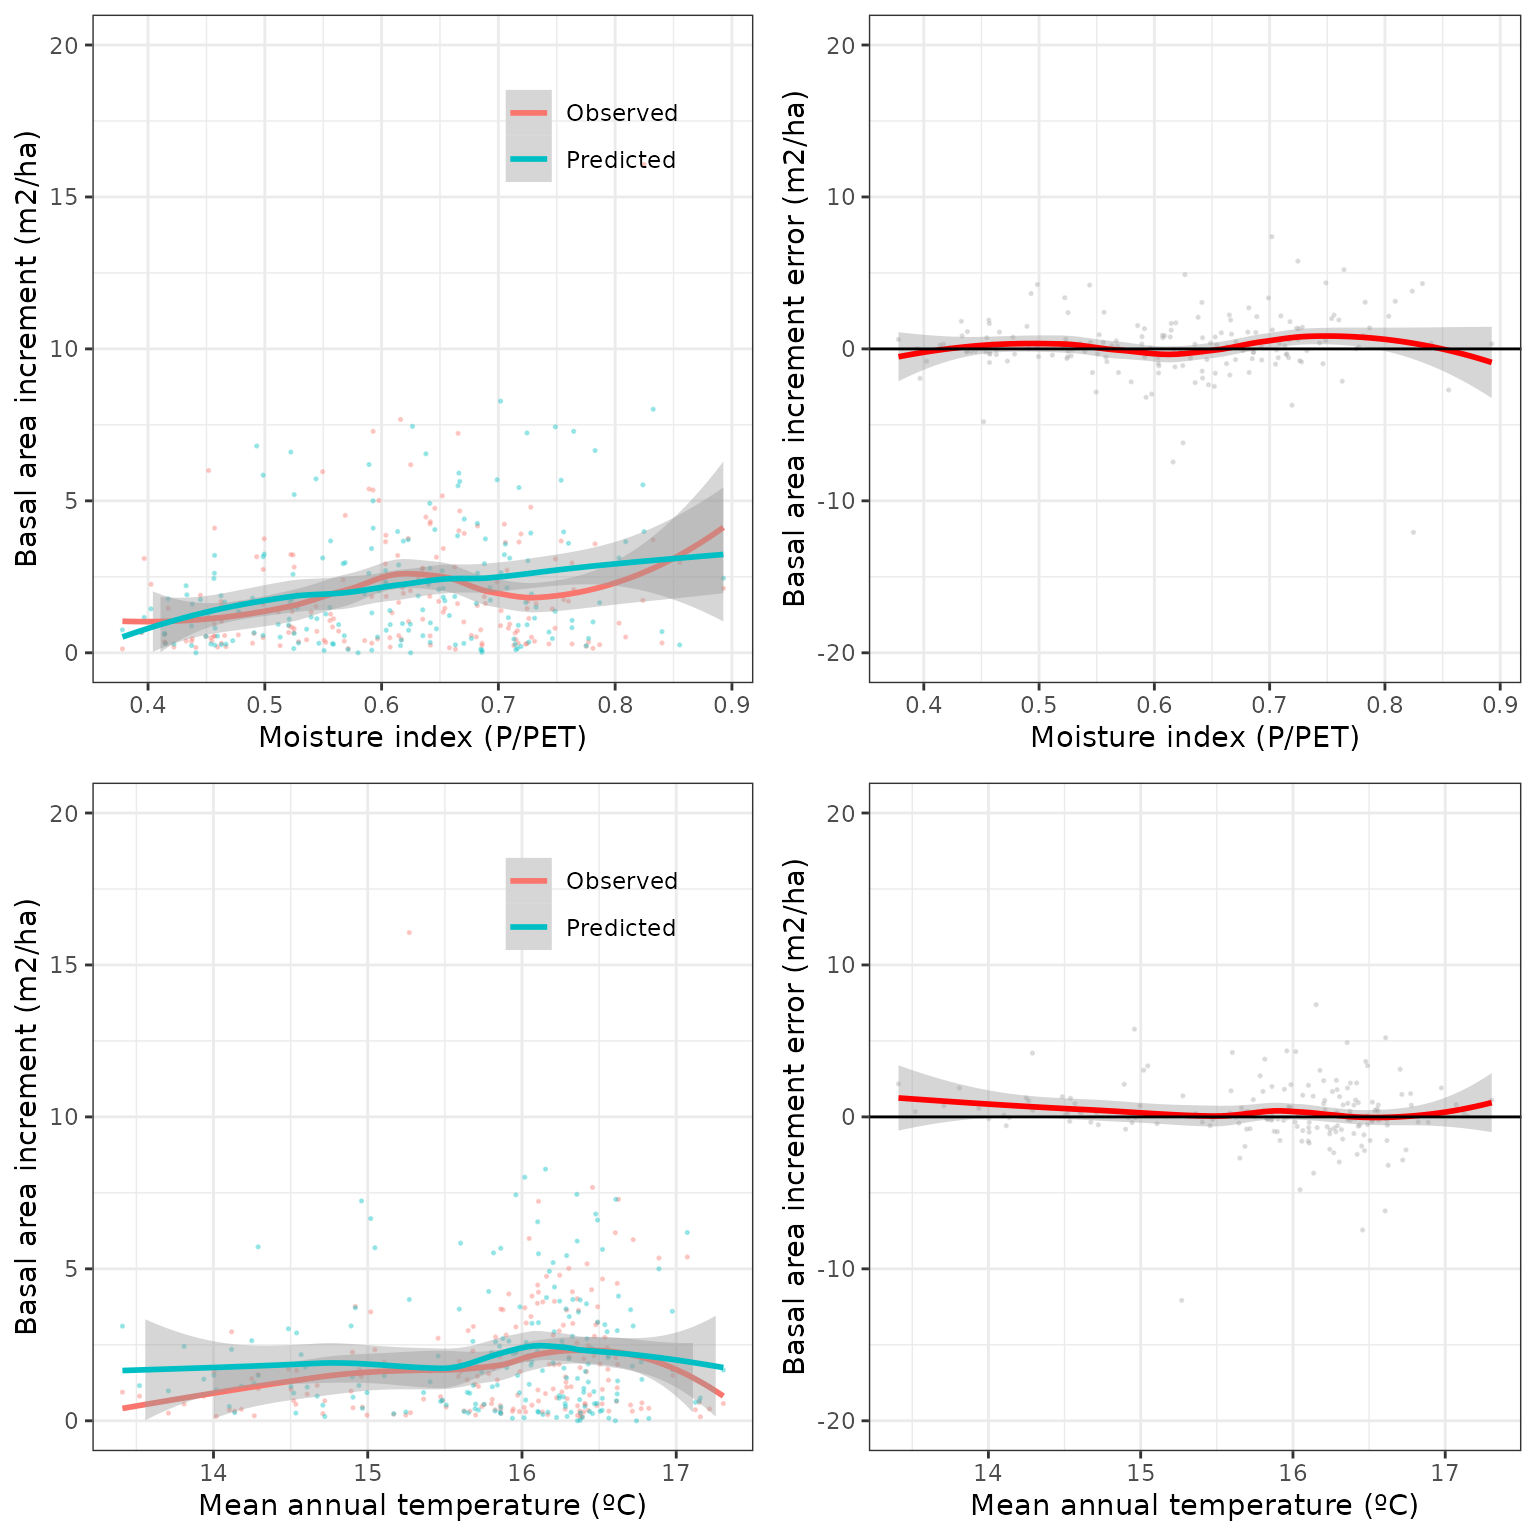 Basal area increment (m2/ha)
20
15
10
5
0
Observed
Predicted
0.4 0.5 0.6 0.7 0.8 0.9
Moisture index (P/PET)
Basal area increment error (m2/ha)
20
10
0
-10
-20
0.4 0.5 0.6 0.7 0.8 0.9
Moisture index (P/PET)
Basal area increment (m2/ha)
20
15
10
5
0
Observed
Predicted
14 15 16 17
Mean annual temperature (ºC)
Basal area increment error (m2/ha)
20
10
0
-10
-20
14 15 16 17
Mean annual temperature (ºC)